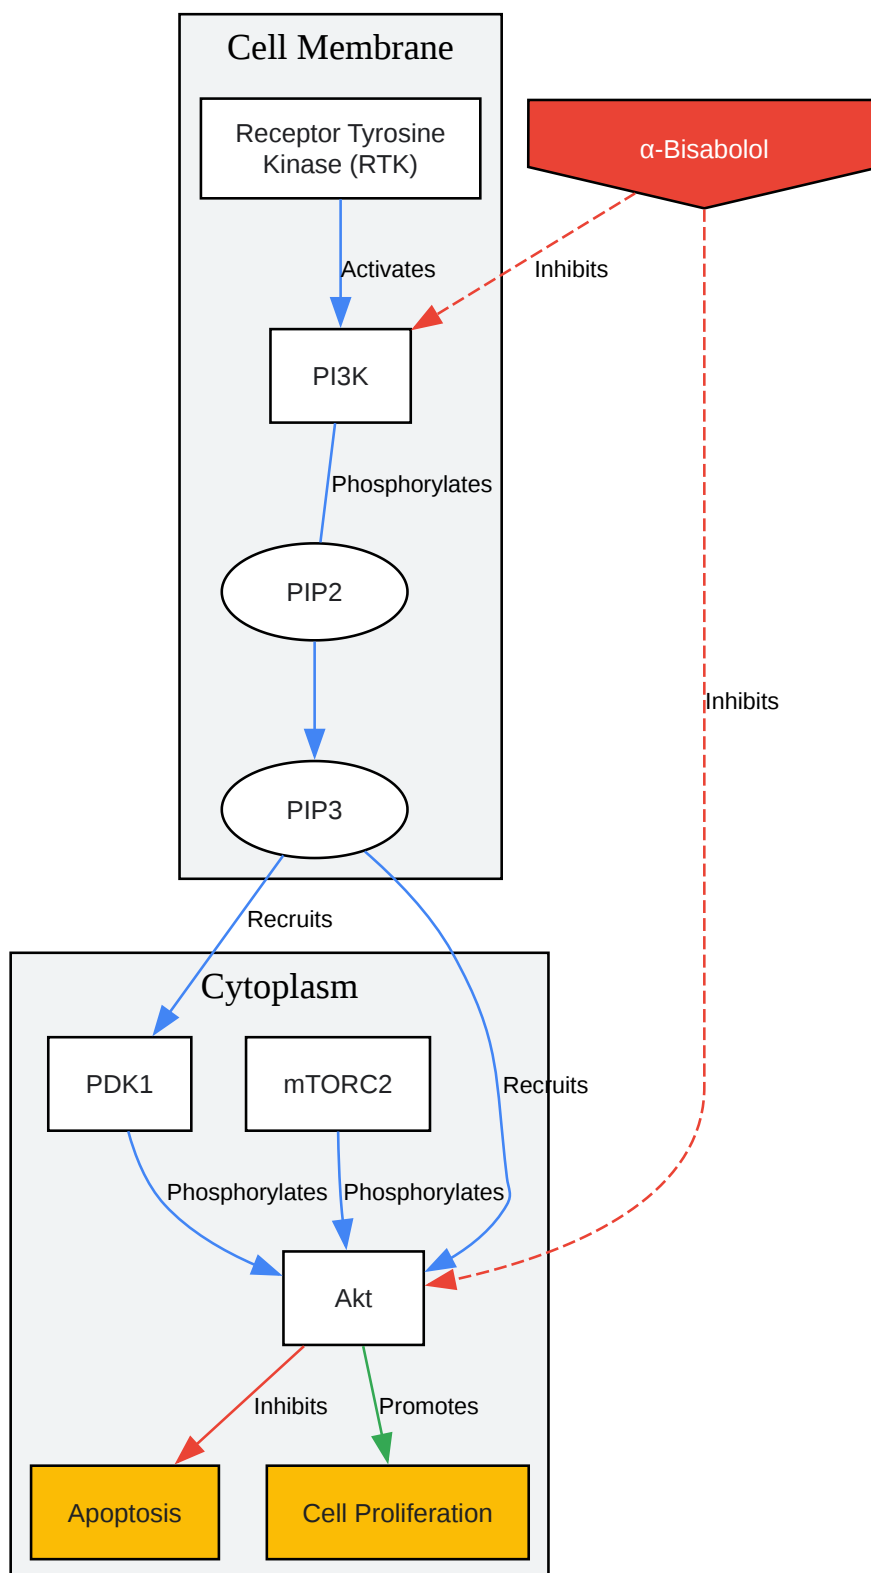 Cell Membrane
Receptor Tyrosine
Kinase (RTK)
α-Bisabolol
Activates
Inhibits
PI3K
Phosphorylates
PIP2
Inhibits
PIP3
Recruits
Cytoplasm
PDK1
mTORC2
Recruits
Phosphorylates
Phosphorylates
Akt
Inhibits
Promotes
Apoptosis
Cell Proliferation